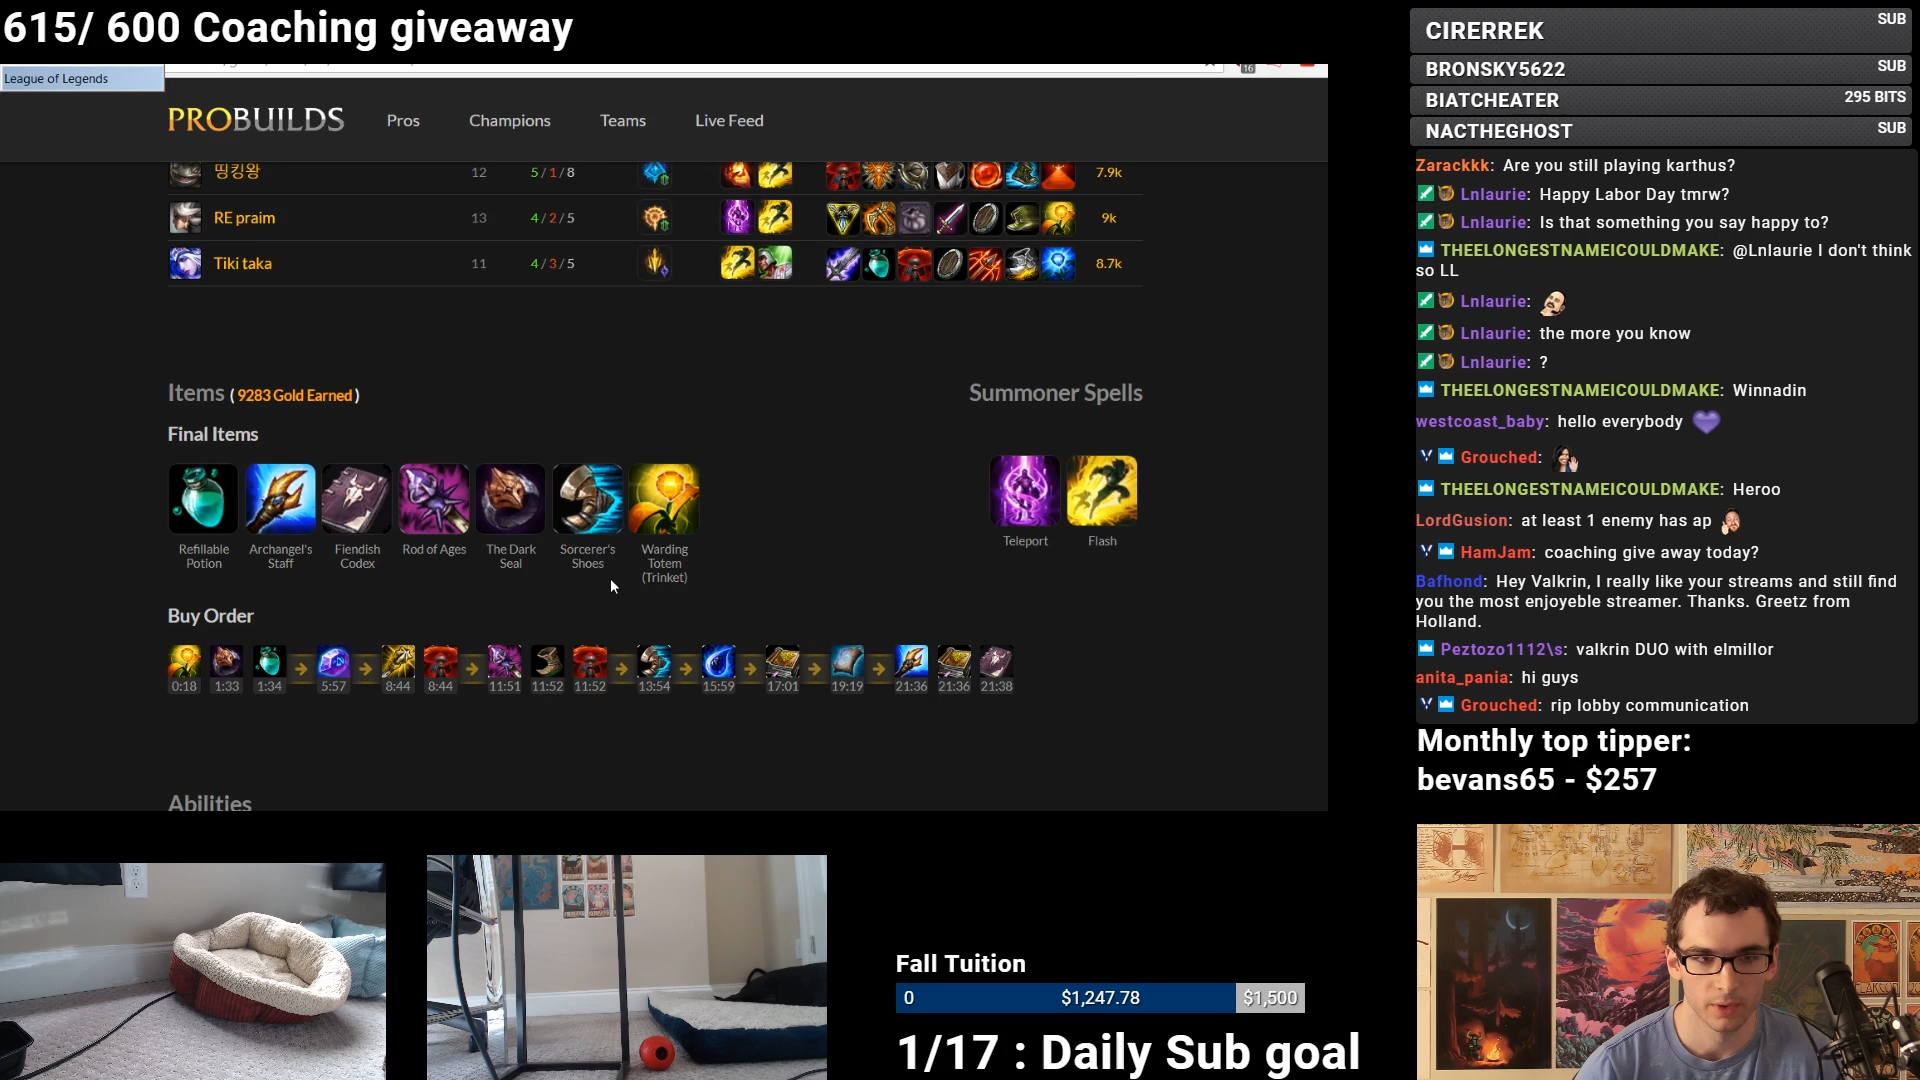 615/ 600 Coaching giveaway
League of Legends
16
PROBUILDS
Pros
Champions
Teams
Live Feed
띵킹왕 12 5 / 1 / 8 7.9k
RE praim 13 4 / 2 / 5 9k
Tiki taka 11 4 / 3 / 5 8.7k
Items ( 9283 Gold Earned )
Summoner Spells
Final Items
Refillable Potion
Archangel's Staff
Fiendish Codex
Rod of Ages
The Dark Seal
Sorcerer's Shoes
Warding Totem (Trinket)
Teleport
Flash
Buy Order
0:18 1:33 1:34 5:57 8:44 8:44 11:51 11:52 11:52 13:54 15:59 17:01 19:19 21:36 21:36 21:38
Abilities
CIRERREK SUB
BRONSKY5622 SUB
BIATCHEATER 295 BITS
NACTHEGHOST SUB
Zarackkk: Are you still playing karthus?
Lnlaurie: Happy Labor Day tmrw?
Lnlaurie: Is that something you say happy to?
THEELONGESTNAMEICOULDMAKE: @Lnlaurie I don't think
so LL
Lnlaurie:
Lnlaurie: the more you know
Lnlaurie: ?
THEELONGESTNAMEICOULDMAKE: Winnadin
westcoast_baby: hello everybody
Grouched:
THEELONGESTNAMEICOULDMAKE: Heroo
LordGusion: at least 1 enemy has ap
HamJam: coaching give away today?
Bafhond: Hey Valkrin, I really like your streams and still find
you the most enjoyeble streamer. Thanks. Greetz from
Holland.
Peztozo1112\s: valkrin DUO with elmillor
anita_pania: hi guys
Grouched: rip lobby communication
Monthly top tipper:
bevans65 - $257
Fall Tuition
0 $1,247.78 $1,500
1/17 : Daily Sub goal